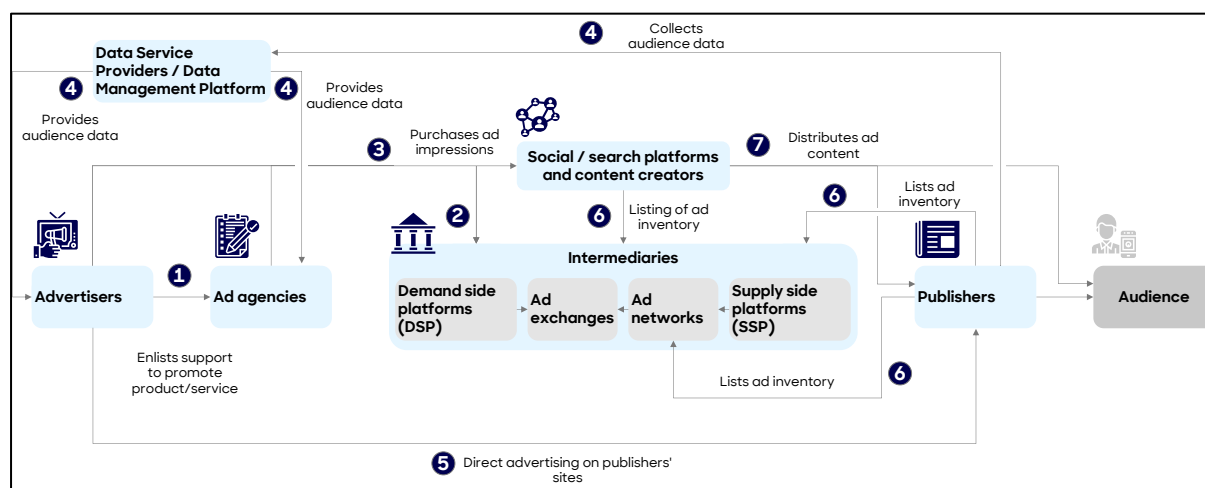 4
Collects
audience data
Data Service
Providers / Data
Management Platform
4
4
Provides
audience data
Provides
audience data
3
Purchases ad
impressions
Social / search platforms
and content creators
7
Distributes ad
content
6
Lists ad
inventory
2
6
Listing of ad
inventory
Intermediaries
Advertisers
1
Ad agencies
Demand side
platforms
(DSP)
Ad
exchanges
Ad
networks
Supply side
platforms
(SSP)
Publishers
Audience
Enlists support
to promote
product/service
Lists ad inventory
6
5
Direct advertising on publishers'
sites